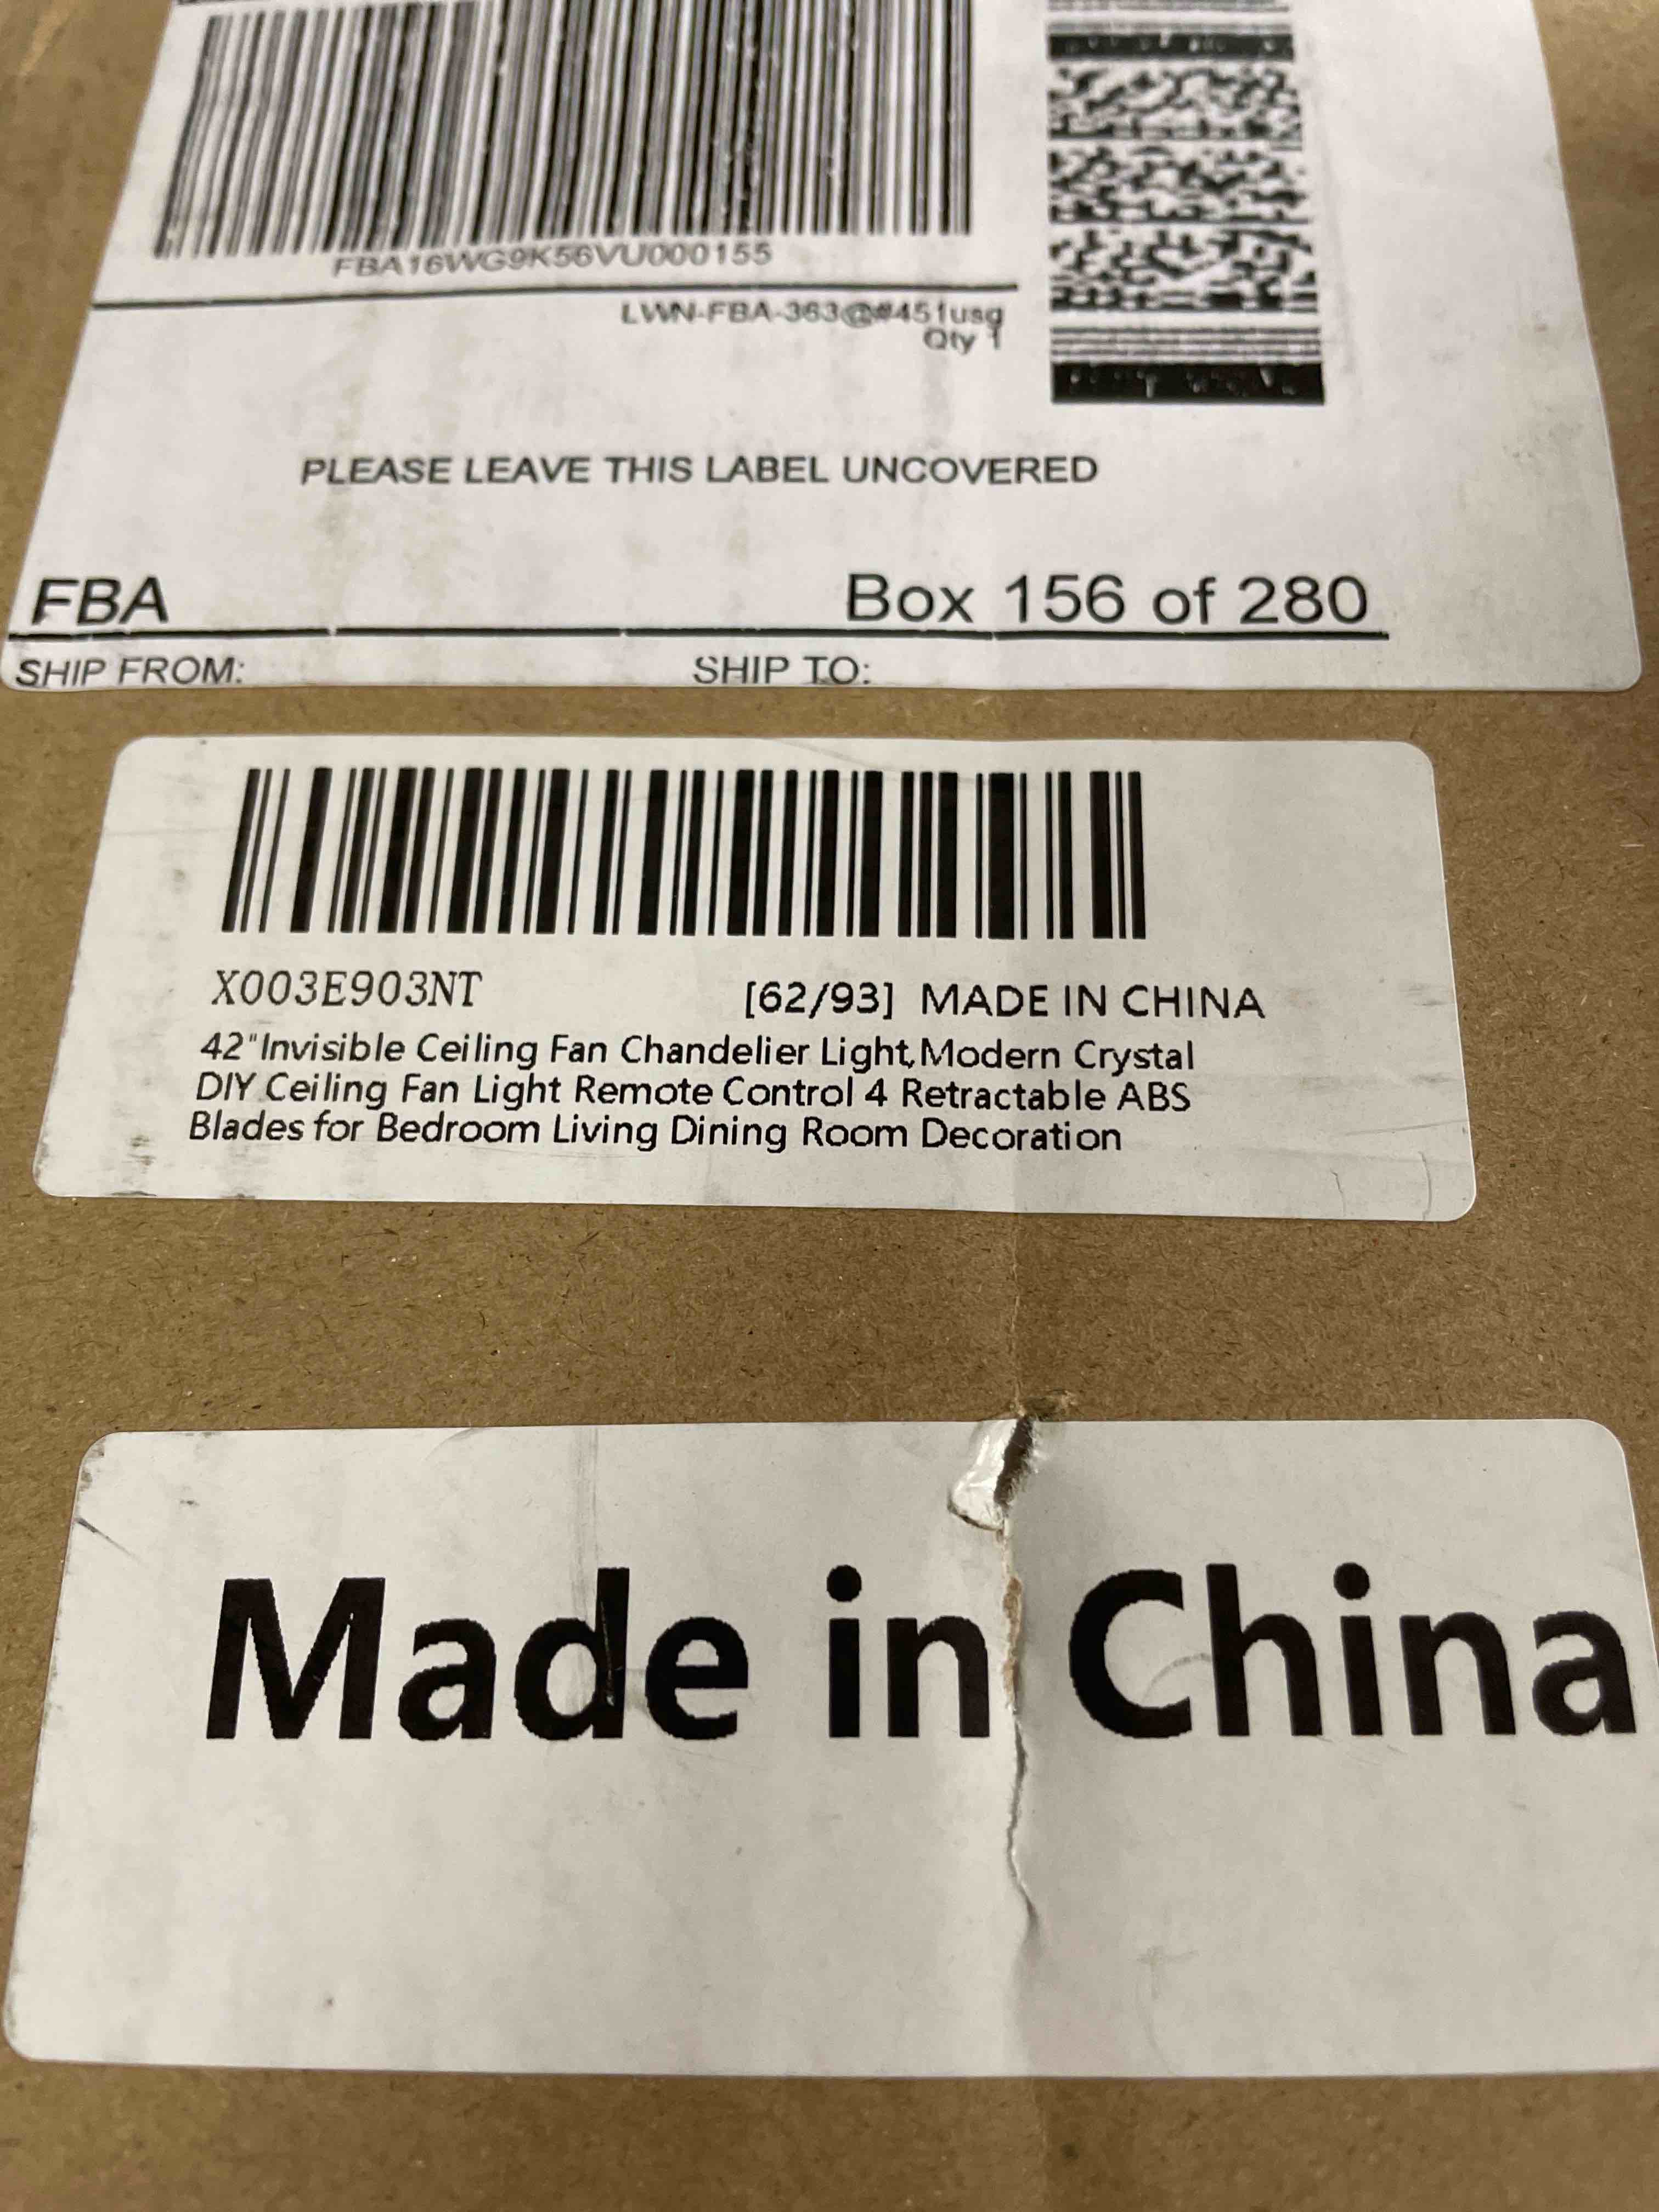 FBA16WG9K56VU000155
LWN-FBA-363@#451usg
Qty 1
PLEASE LEAVE THIS LABEL UNCOVERED
FBA Box 156 of 280
SHIP FROM: SHIP TO:
X003E903NT [62/93] MADE IN CHINA
42"Invisible Ceiling Fan Chandelier Light,Modern Crystal
DIY Ceiling Fan Light Remote Control 4 Retractable ABS
Blades for Bedroom Living Dining Room Decoration
Made in China